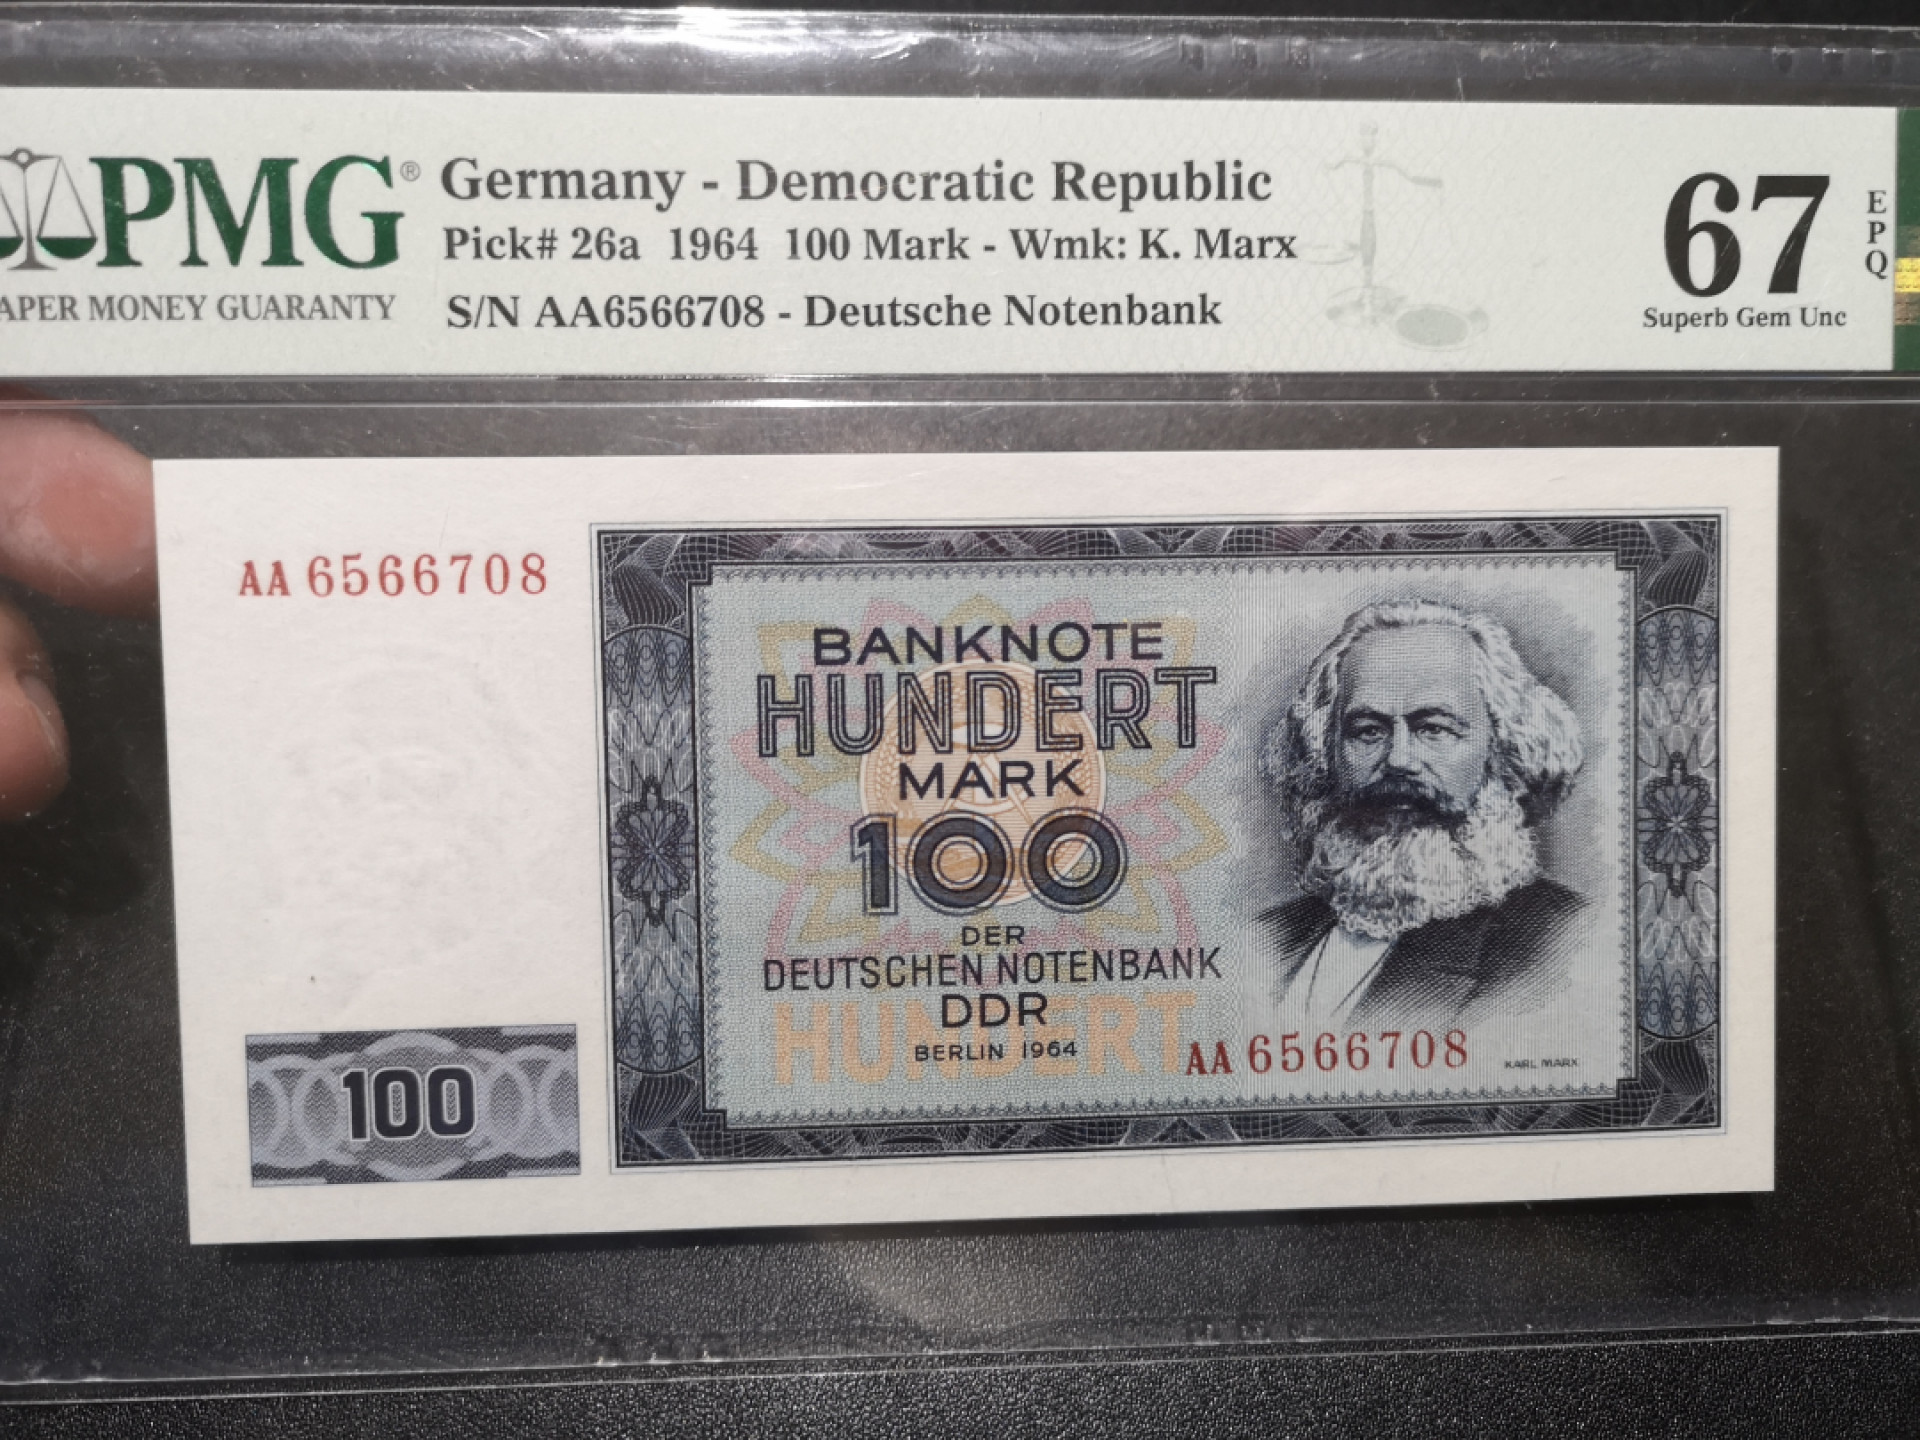 PMG®
PAPER MONEY GUARANTY
Germany - Democratic Republic
Pick# 26a 1964 100 Mark - Wmk: K. Marx
S/N AA6566708 - Deutsche Notenbank
67
EPQ
Superb Gem Unc
AA 6566708
BANKNOTE
HUNDERT
MARK
100
DER
DEUTSCHEN NOTENBANK
DDR
HUNDERT
BERLIN 1964
AA 6566708
KARL MARX
100